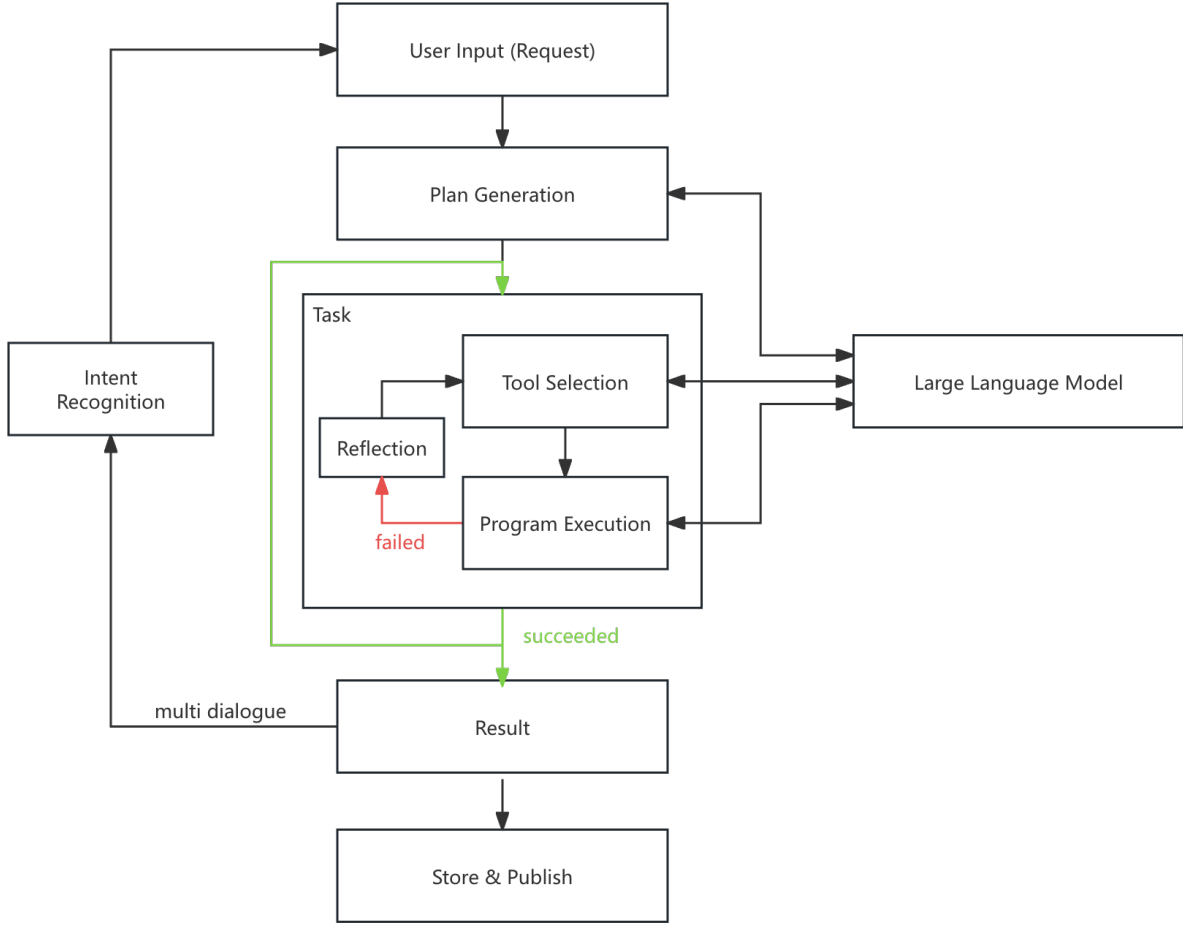 User Input (Request)
Plan Generation
Task
Tool Selection
Intent
Recognition
Large Language Model
Reflection
Program Execution
failed
succeeded
multi dialogue
Result
Store & Publish